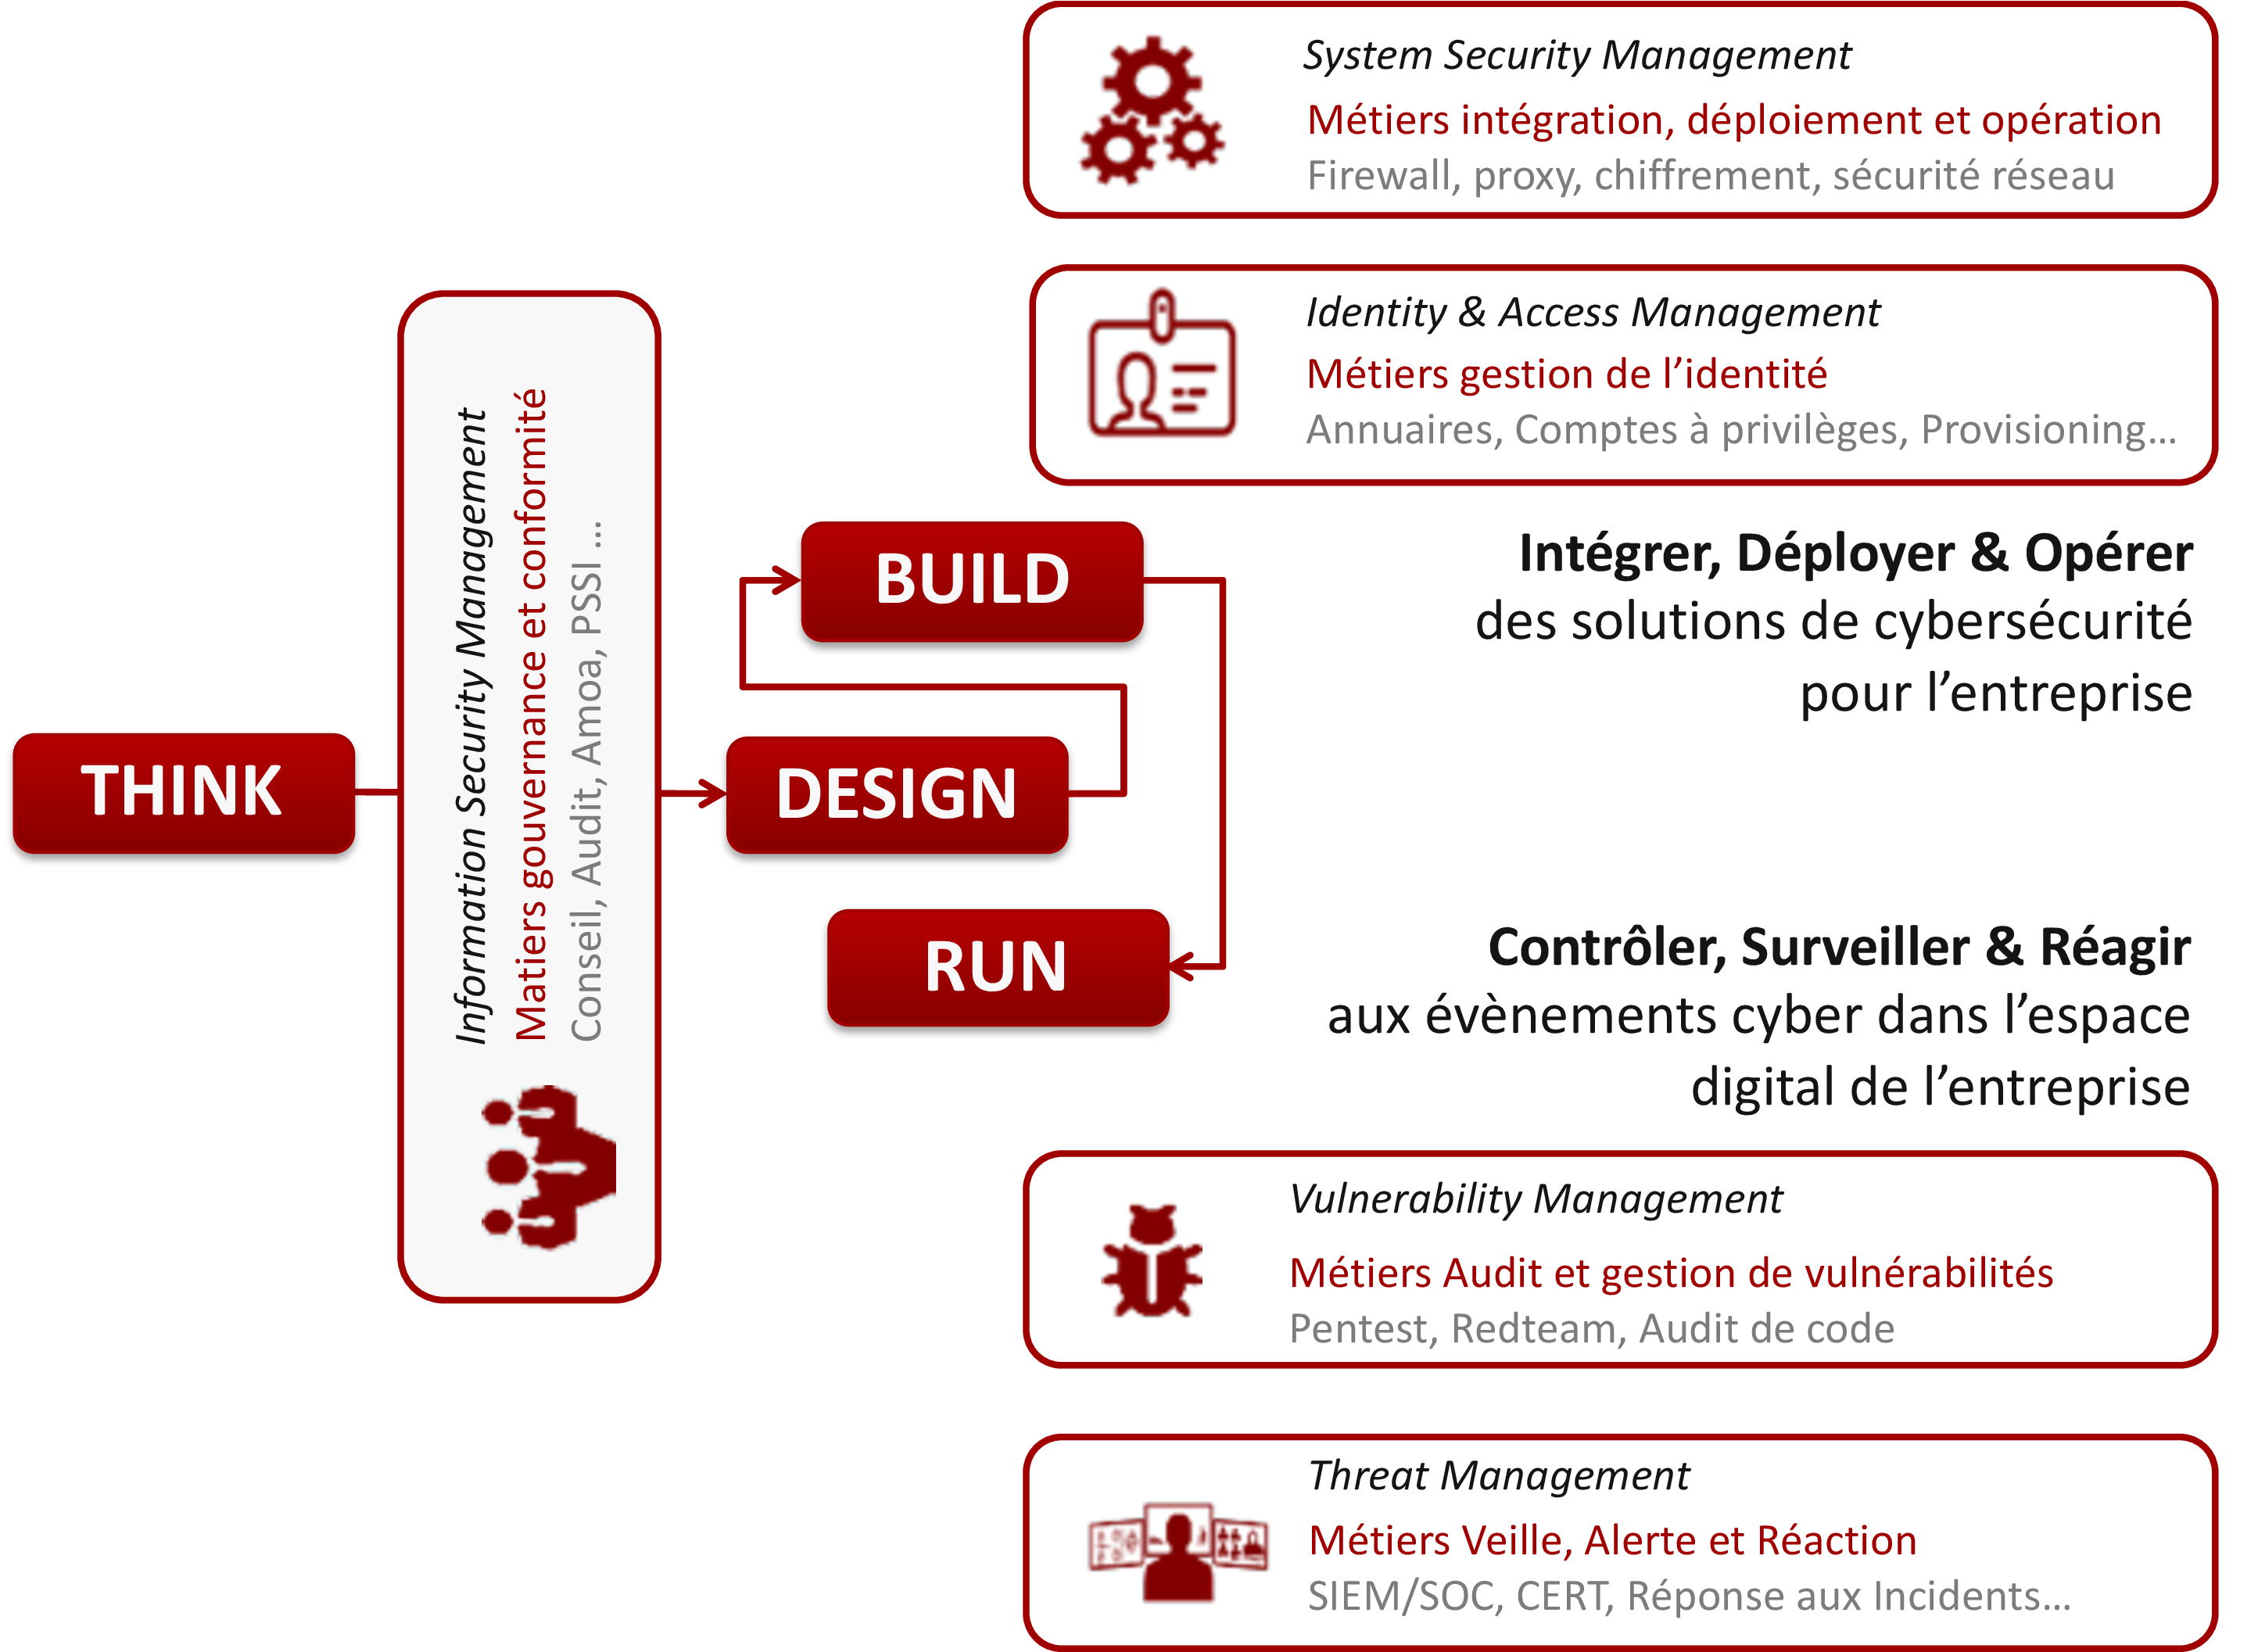 System Security Management
Métiers intégration, déploiement et opération
Firewall, proxy, chiffrement, sécurité réseau
Identity & Access Management
Métiers gestion de l’identité
Annuaires, Comptes à privilèges, Provisioning...
Information Security Management
Matiers gouvernance et conformité
Conseil, Audit, Amoa, PSSI ...
THINK
BUILD
DESIGN
RUN
Intégrer, Déployer & Opérer
des solutions de cybersécurité
pour l’entreprise
Contrôler, Surveiller & Réagir
aux évènements cyber dans l’espace
digital de l’entreprise
Vulnerability Management
Métiers Audit et gestion de vulnérabilités
Pentest, Redteam, Audit de code
Threat Management
Métiers Veille, Alerte et Réaction
SIEM/SOC, CERT, Réponse aux Incidents...